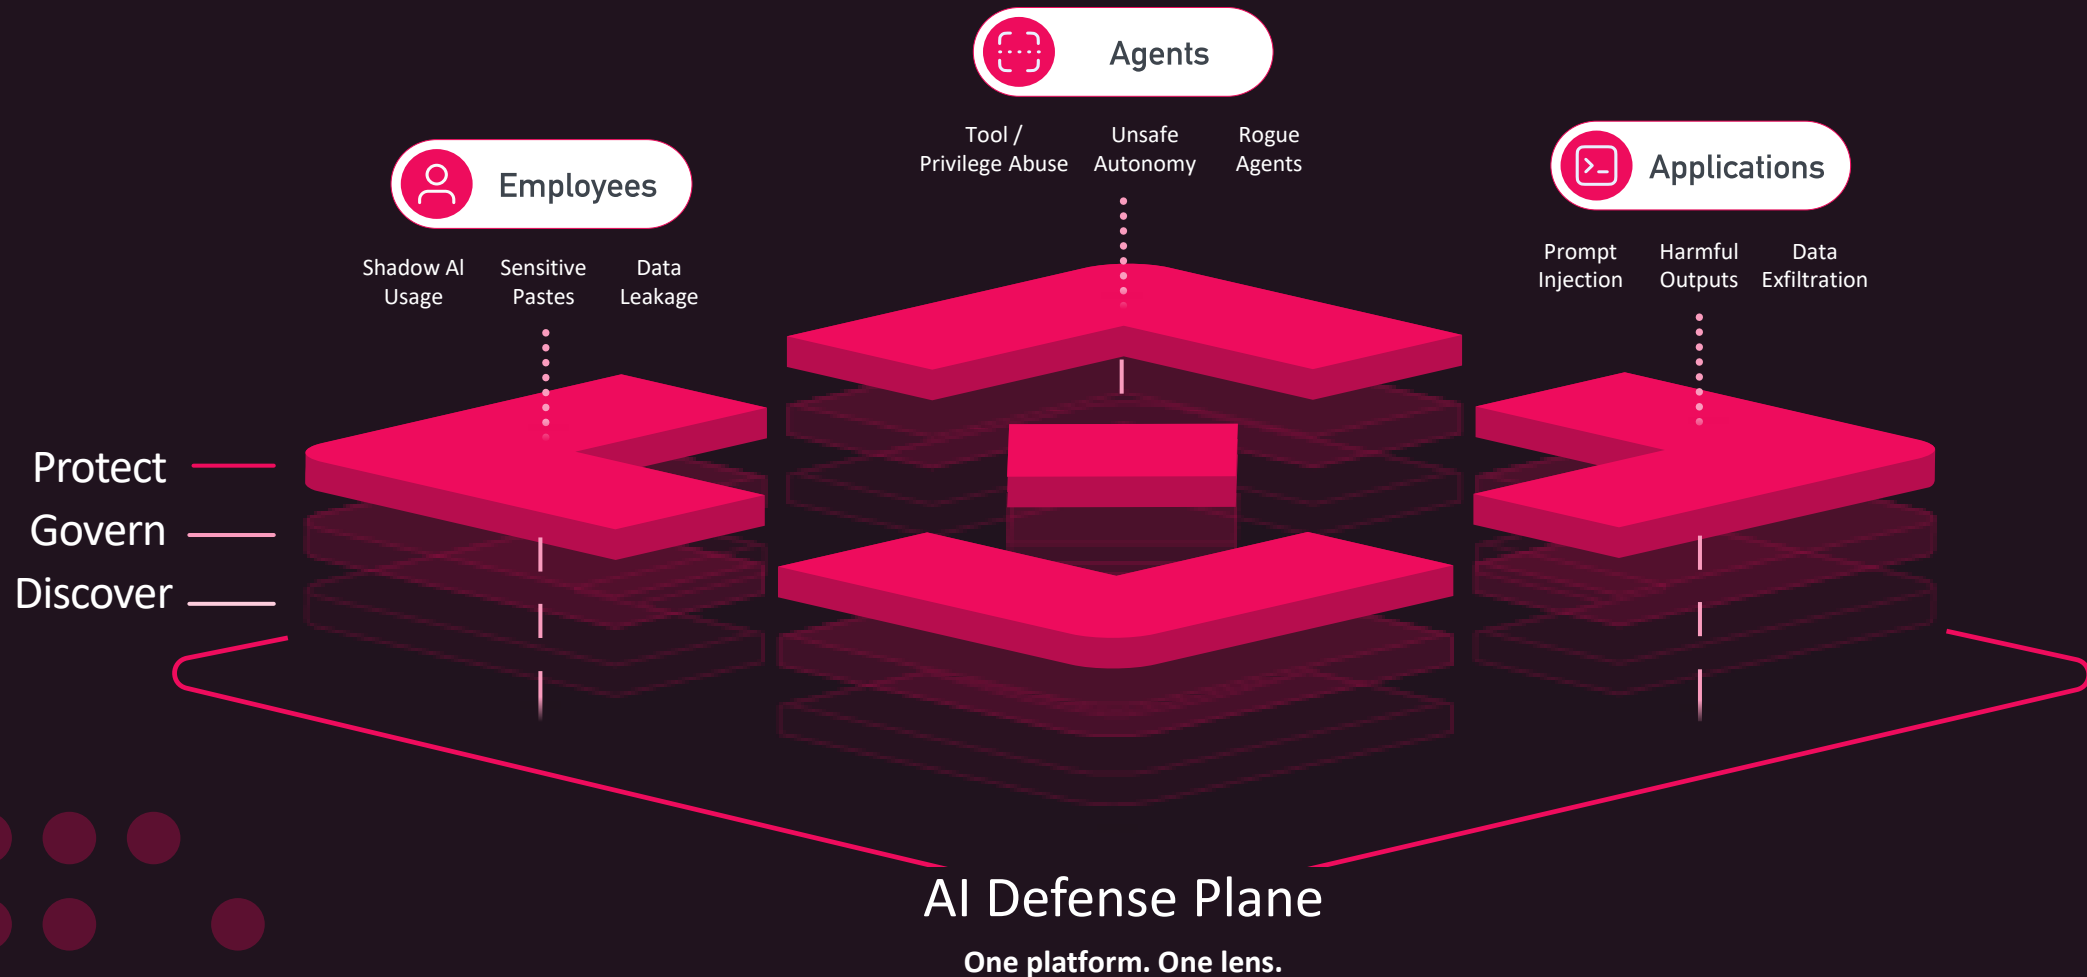 Agents
Tool /
Privilege Abuse
Unsafe
Autonomy
Rogue
Agents
Employees
Shadow AI
Usage
Sensitive
Pastes
Data
Leakage
Applications
Prompt
Injection
Harmful
Outputs
Data
Exfiltration
Protect
Govern
Discover
AI Defense Plane
One platform. One lens.